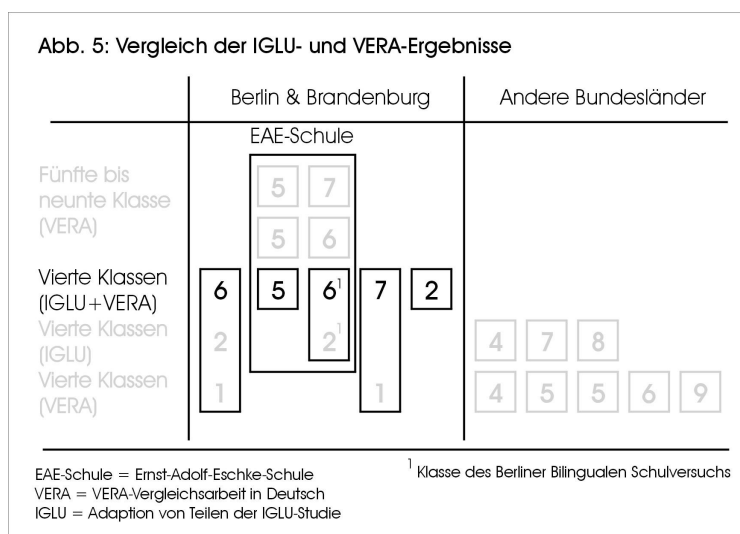 Abb. 5: Vergleich der IGLU- und VERA-Ergebnisse
Berlin & Brandenburg Andere Bundesländer
EAE-Schule
Fünfte bis
neunte Klasse
(VERA)
5 7
5 6
Vierte Klassen
(IGLU+VERA)
6 5 6¹ 7 2
Vierte Klassen
(IGLU)
2 2¹ 4 7 8
Vierte Klassen
(VERA)
1 1 4 5 5 6 9
EAE-Schule = Ernst-Adolf-Eschke-Schule
¹ Klasse des Berliner Bilingualen Schulversuchs
VERA = VERA-Vergleichsarbeit in Deutsch
IGLU = Adaption von Teilen der IGLU-Studie